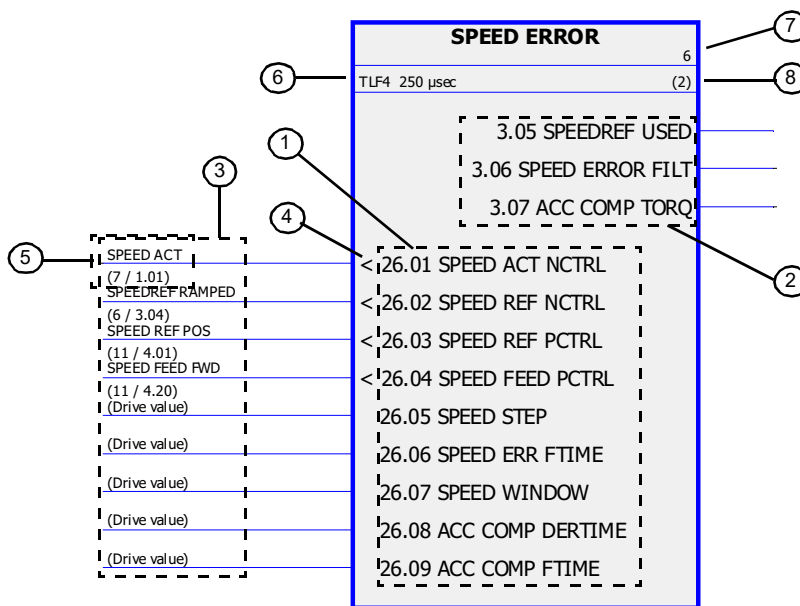 SPEED ERROR
7
6
6
TLF4 250 µsec
(2)
8
3.05 SPEEDREF USED
1
3.06 SPEED ERROR FILT
3
3.07 ACC COMP TORQ
4
5
SPEED ACT
< 26.01 SPEED ACT NCTRL
2
(7 / 1.01)
SPEEDREF RAMPED
< 26.02 SPEED REF NCTRL
(6 / 3.04)
SPEED REF POS
< 26.03 SPEED REF PCTRL
(11 / 4.01)
SPEED FEED FWD
< 26.04 SPEED FEED PCTRL
(11 / 4.20)
(Drive value)
26.05 SPEED STEP
(Drive value)
26.06 SPEED ERR FTIME
(Drive value)
26.07 SPEED WINDOW
(Drive value)
26.08 ACC COMP DERTIME
(Drive value)
26.09 ACC COMP FTIME